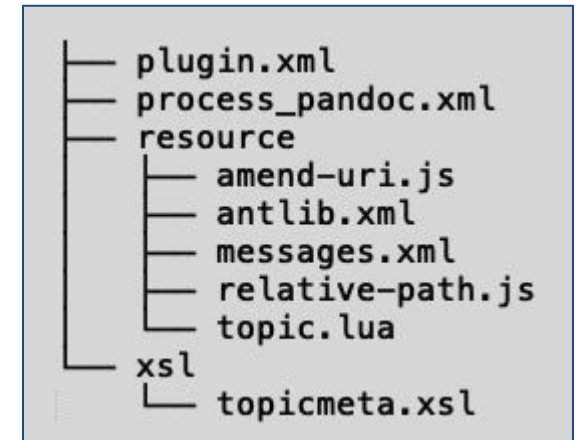 plugin.xml
process_pandoc.xml
resource
amend-uri.js
antlib.xml
messages.xml
relative-path.js
topic.lua
xsl
topicmeta.xsl